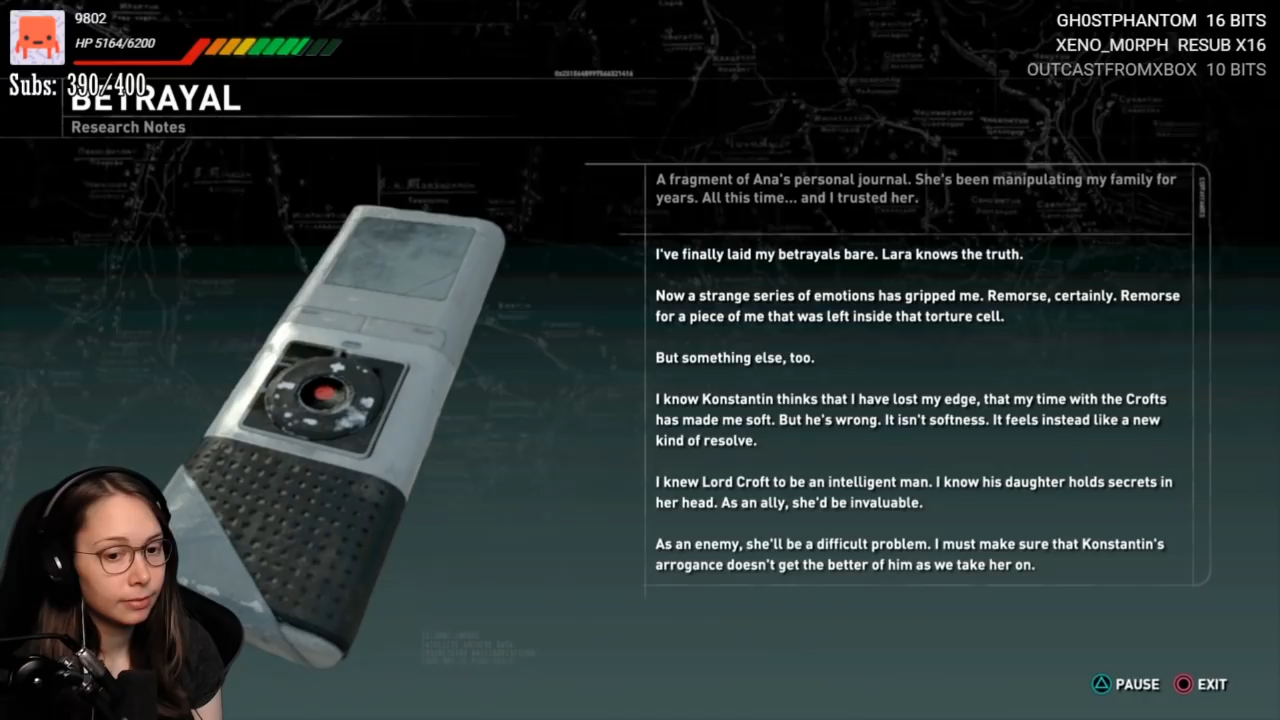 9802
HP 5164/6200
Subs: 390/400
GH0STPHANTOM 16 BITS
XENO_M0RPH RESUB X16
OUTCASTFROMXBOX 10 BITS
BETRAYAL
Research Notes
A fragment of Ana's personal journal. She's been manipulating my family for
years. All this time... and I trusted her.
I've finally laid my betrayals bare. Lara knows the truth.
Now a strange series of emotions has gripped me. Remorse, certainly. Remorse
for a piece of me that was left inside that torture cell.
But something else, too.
I know Konstantin thinks that I have lost my edge, that my time with the Crofts
has made me soft. But he's wrong. It isn't softness. It feels instead like a new
kind of resolve.
I knew Lord Croft to be an intelligent man. I know his daughter holds secrets in
her head. As an ally, she'd be invaluable.
As an enemy, she'll be a difficult problem. I must make sure that Konstantin's
arrogance doesn't get the better of him as we take her on.
PAUSE EXIT